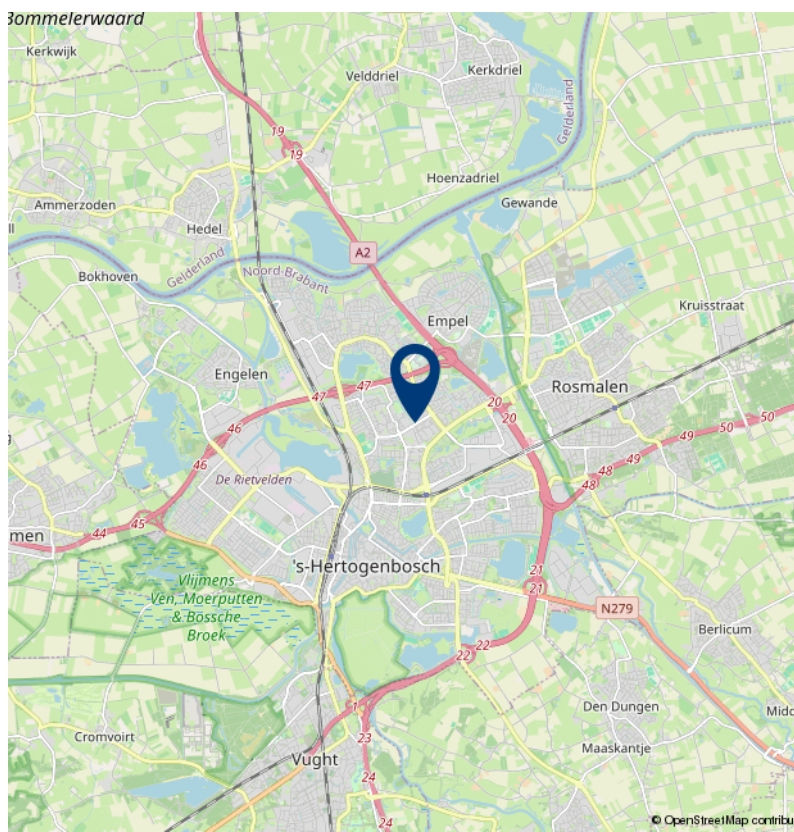 Bommelerwaard
Kerkwijk
Velddriel
Kerkdriel
Gelderland
19
19
Hoenzadriel
Ammerzoden
Gewande
Hedel
ll
A2
Gelderland
Noord-Brabant
Bokhoven
Kruisstraat
Empel
Engelen
47
47
Rosmalen
20
20
46
50
50
49
49
46
De Rietvelden
48
48
45
44
men
's-Hertogenbosch
21
21
Vlijmens
Ven, Moerputten
& Bossche
Broek
N279
Berlicum
22
22
1
Den Dungen
Midd
23
Cromvoirt
Maaskantje
Vught
24
24
© OpenStreetMap contribu